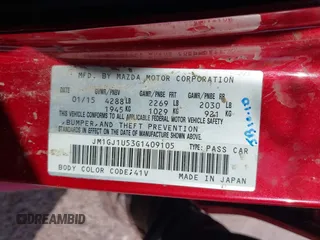 MFD. BY MAZDA MOTOR CORPORATION
DATE GVWR/PNBV GAWR/PNBE GAWR/PNBE
01/15 4288 LB 2269 LB 2030 LB
1945 KG 1029 KG 921 KG
THIS VEHICLE CONFORMS TO ALL APPLICABLE FEDERAL MOTOR VEHICLE SAFETY,
BUMPER, AND THEFT PREVENTION
STANDARDS IN EFFECT ON THE DATE OF MANUFACTURE SHOWN ABOVE.
JM1GJ1U53G1409105 TYPE: PASS CAR
BODY COLOR CODE: 41V MADE IN JAPAN
DREAMBID